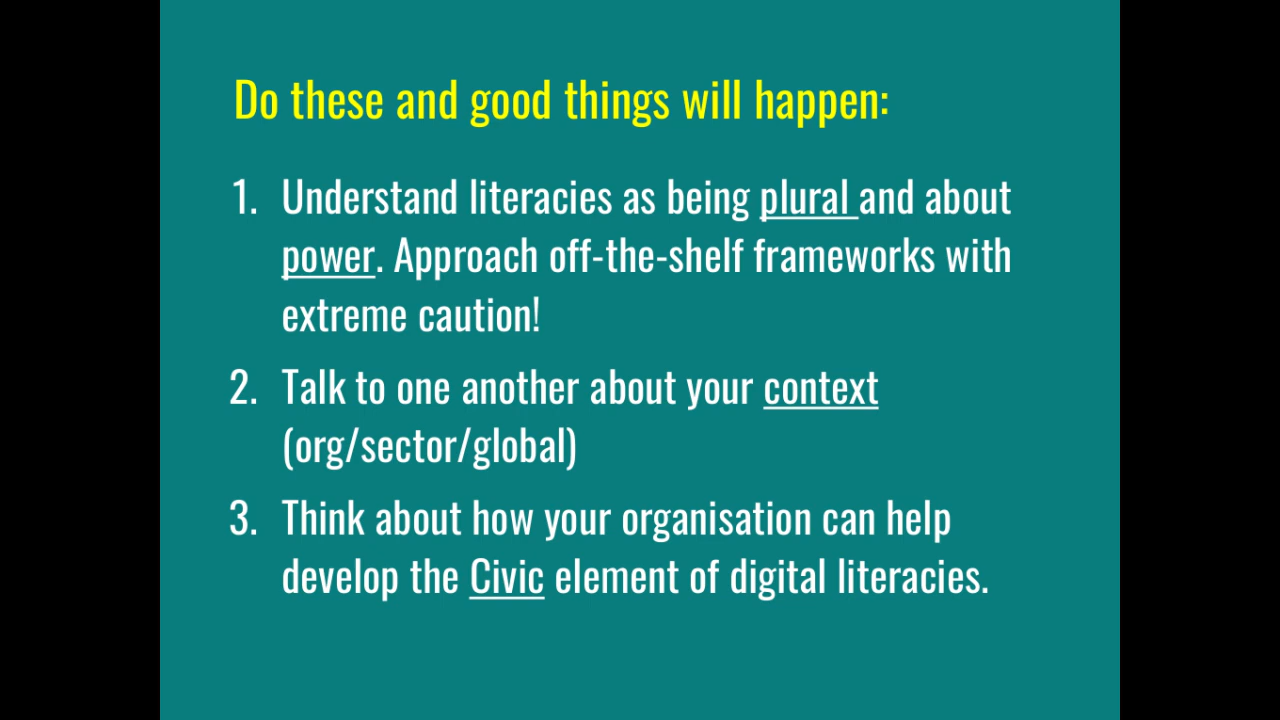 Do these and good things will happen:
1. Understand literacies as being plural and about
power. Approach off-the-shelf frameworks with
extreme caution!
2. Talk to one another about your context
(org/sector/global)
3. Think about how your organisation can help
develop the Civic element of digital literacies.